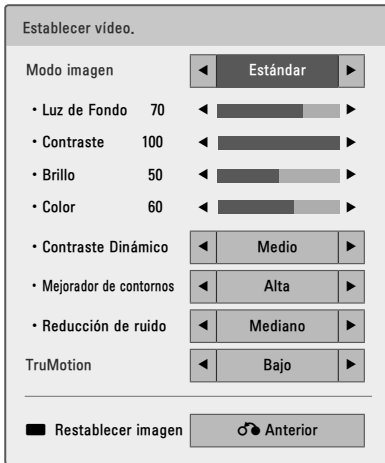 Establecer vídeo.
Modo imagen ◀ Estándar ▶
• Luz de Fondo 70 ◀ ▶
• Contraste 100 ◀ ▶
• Brillo 50 ◀ ▶
• Color 60 ◀ ▶
• Contraste Dinámico ◀ Medio ▶
• Mejorador de contornos ◀ Alta ▶
• Reducción de ruido ◀ Mediano ▶
TruMotion ◀ Bajo ▶
Restablecer imagen Anterior